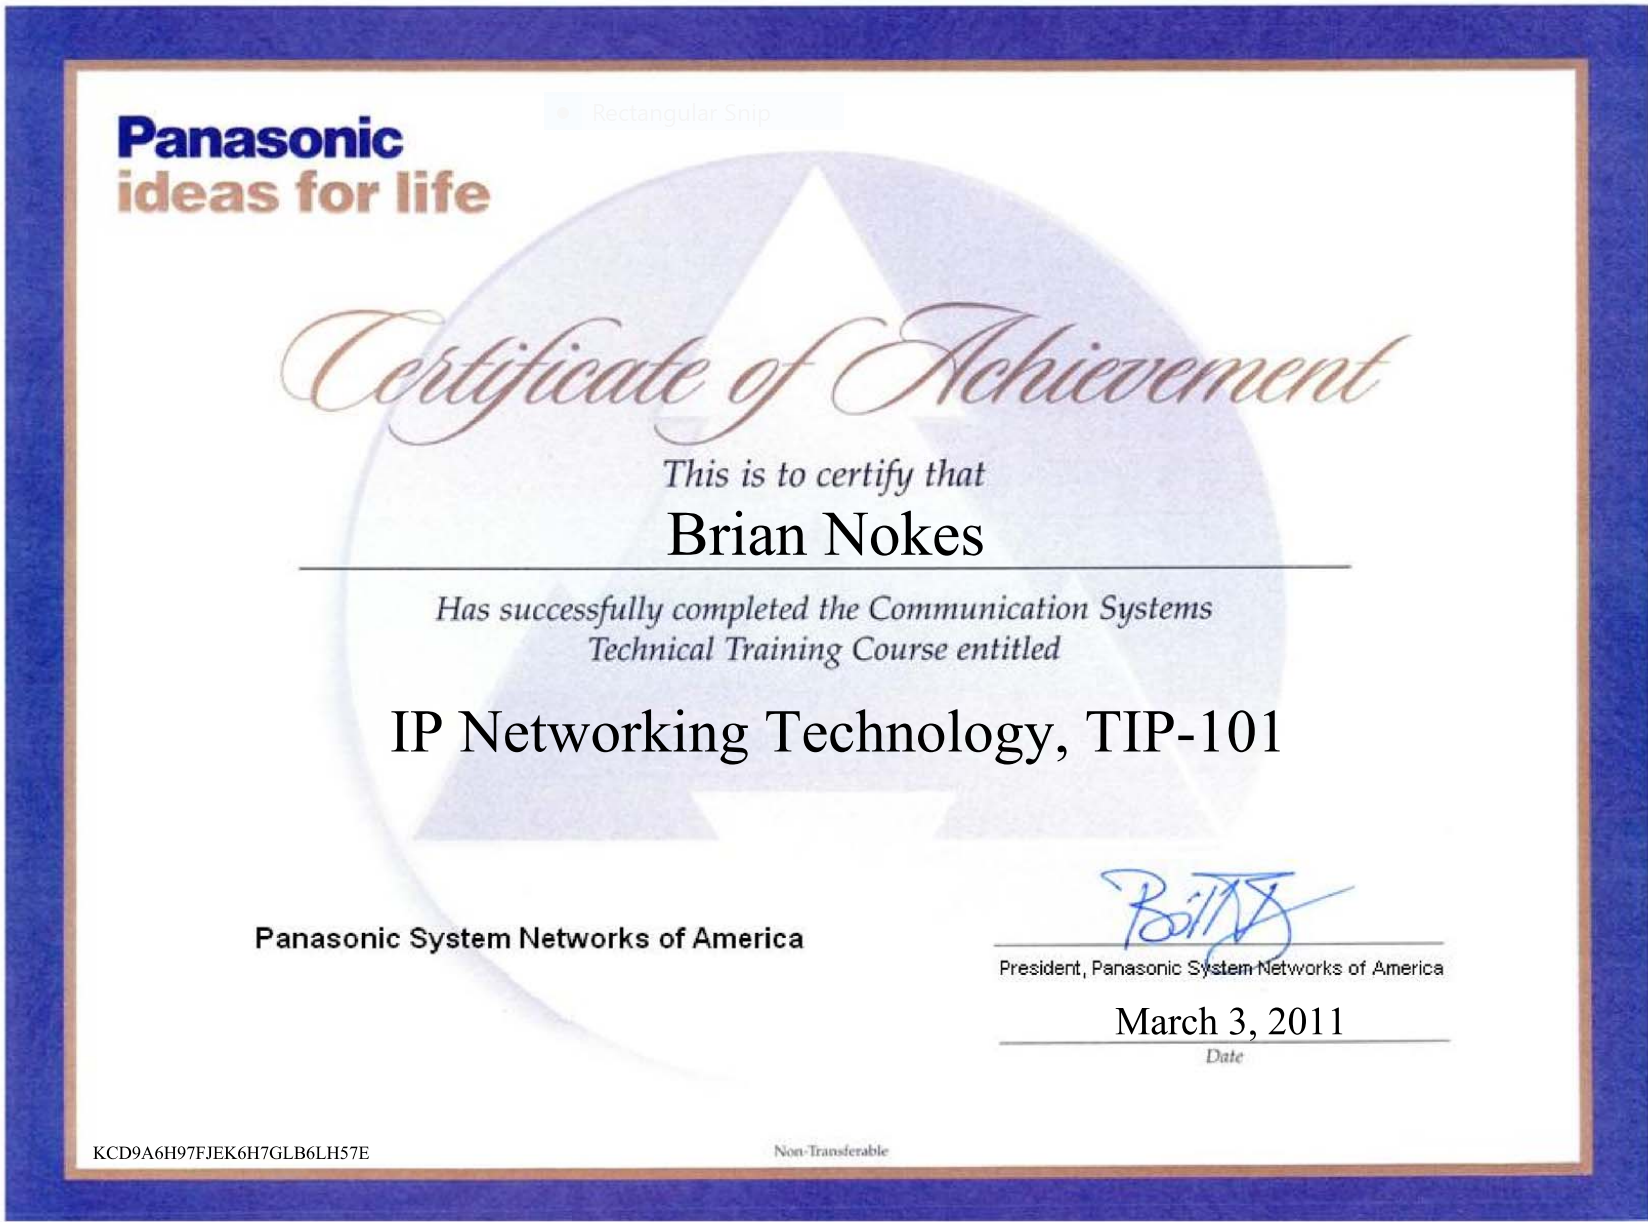 Rectangular Snip
Panasonic
ideas for life
Certificate of Achievement
This is to certify that
Brian Nokes
Has successfully completed the Communication Systems
Technical Training Course entitled
IP Networking Technology, TIP-101
Panasonic System Networks of America
President, Panasonic System Networks of America
March 3, 2011
Date
KCD9A6H97FJEK6H7GLB6LH57E
Non-Transferable